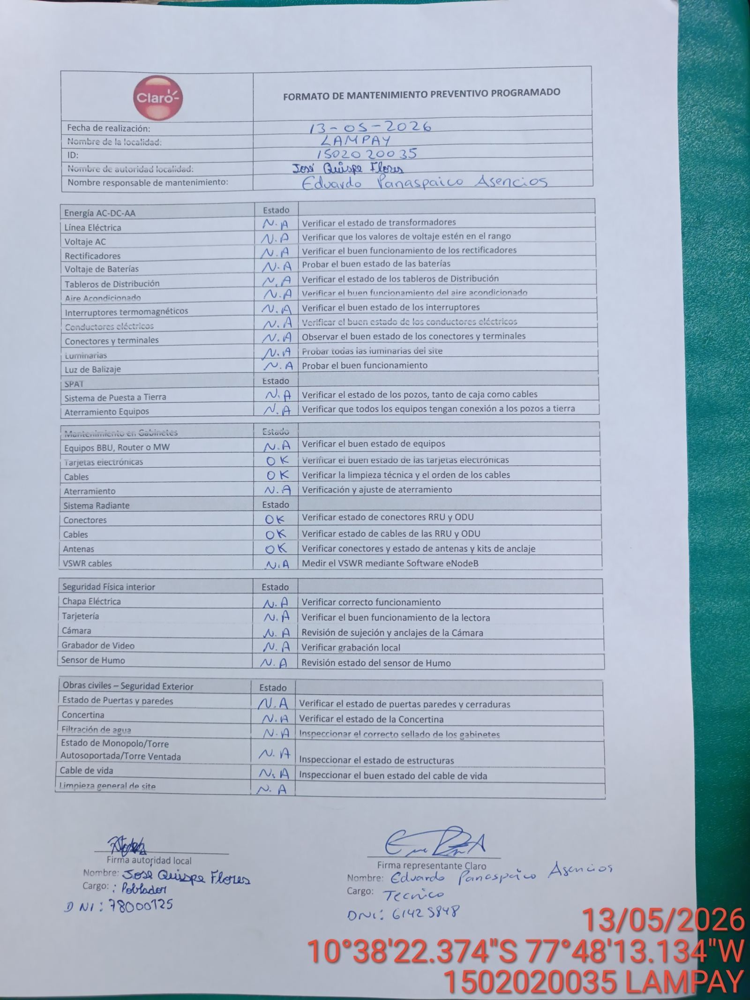 Claro
FORMATO DE MANTENIMIENTO PREVENTIVO PROGRAMADO
Fecha de realización: 13-05-2026
Nombre de la localidad: LAMPAY
ID: 1502020035
Nombre de autoridad localidad: José Quispe Flores
Nombre responsable de mantenimiento: Eduardo Panaspaico Asencios
Energía AC-DC-AA Estado
Línea Eléctrica N.A Verificar el estado de transformadores
Voltaje AC N.A Verificar que los valores de voltaje estén en el rango
Rectificadores N.A Verificar el buen funcionamiento de los rectificadores
Voltaje de Baterías N.A Probar el buen estado de las baterías
Tableros de Distribución N.A Verificar el estado de los tableros de Distribución
Aire Acondicionado N.A Verificar el buen funcionamiento del aire acondicionado
Interruptores termomagnéticos N.A Verificar el buen estado de los interruptores
Conductores eléctricos N.A Verificar el buen estado de los conductores eléctricos
Conectores y terminales N.A Observar el buen estado de los conectores y terminales
Luminarias N.A Probar todas las luminarias del site
Luz de Balizaje N.A Probar el buen funcionamiento
SPAT Estado
Sistema de Puesta a Tierra N.A Verificar el estado de los pozos, tanto de caja como cables
Aterramiento Equipos N.A Verificar que todos los equipos tengan conexión a los pozos a tierra
Mantenimiento en Gabinetes Estado
Equipos BBU, Router o MW N.A Verificar el buen estado de equipos
Tarjetas electrónicas OK Verificar el buen estado de las tarjetas electrónicas
Cables OK Verificar la limpieza técnica y el orden de los cables
Aterramiento N.A Verificación y ajuste de aterramiento
Sistema Radiante Estado
Conectores OK Verificar estado de conectores RRU y ODU
Cables OK Verificar estado de cables de las RRU y ODU
Antenas OK Verificar conectores y estado de antenas y kits de anclaje
VSWR cables N.A Medir el VSWR mediante Software eNodeB
Seguridad Física interior Estado
Chapa Eléctrica N.A Verificar correcto funcionamiento
Tarjetería N.A Verificar el buen funcionamiento de la lectora
Cámara N.A Revisión de sujeción y anclajes de la Cámara
Grabador de Video N.A Verificar grabación local
Sensor de Humo N.A Revisión estado del sensor de Humo
Obras civiles – Seguridad Exterior Estado
Estado de Puertas y paredes N.A Verificar el estado de puertas paredes y cerraduras
Concertina N.A Verificar el estado de la Concertina
Filtración de agua N.A Inspeccionar el correcto sellado de los gabinetes
Estado de Monopolo/Torre
Autosoportada/Torre Ventada N.A Inspeccionar el estado de estructuras
Cable de vida N.A Inspeccionar el buen estado del cable de vida
Limpieza general de site N.A
Firma autoridad local
Nombre: José Quispe Flores
Cargo: : Poblador
DNI: 78000125
Firma representante Claro
Nombre: Eduardo Panaspaico Asencios
Cargo: Tecnico
DNI: 61425848
13/05/2026
10°38'22.374"S 77°48'13.134"W
1502020035 LAMPAY